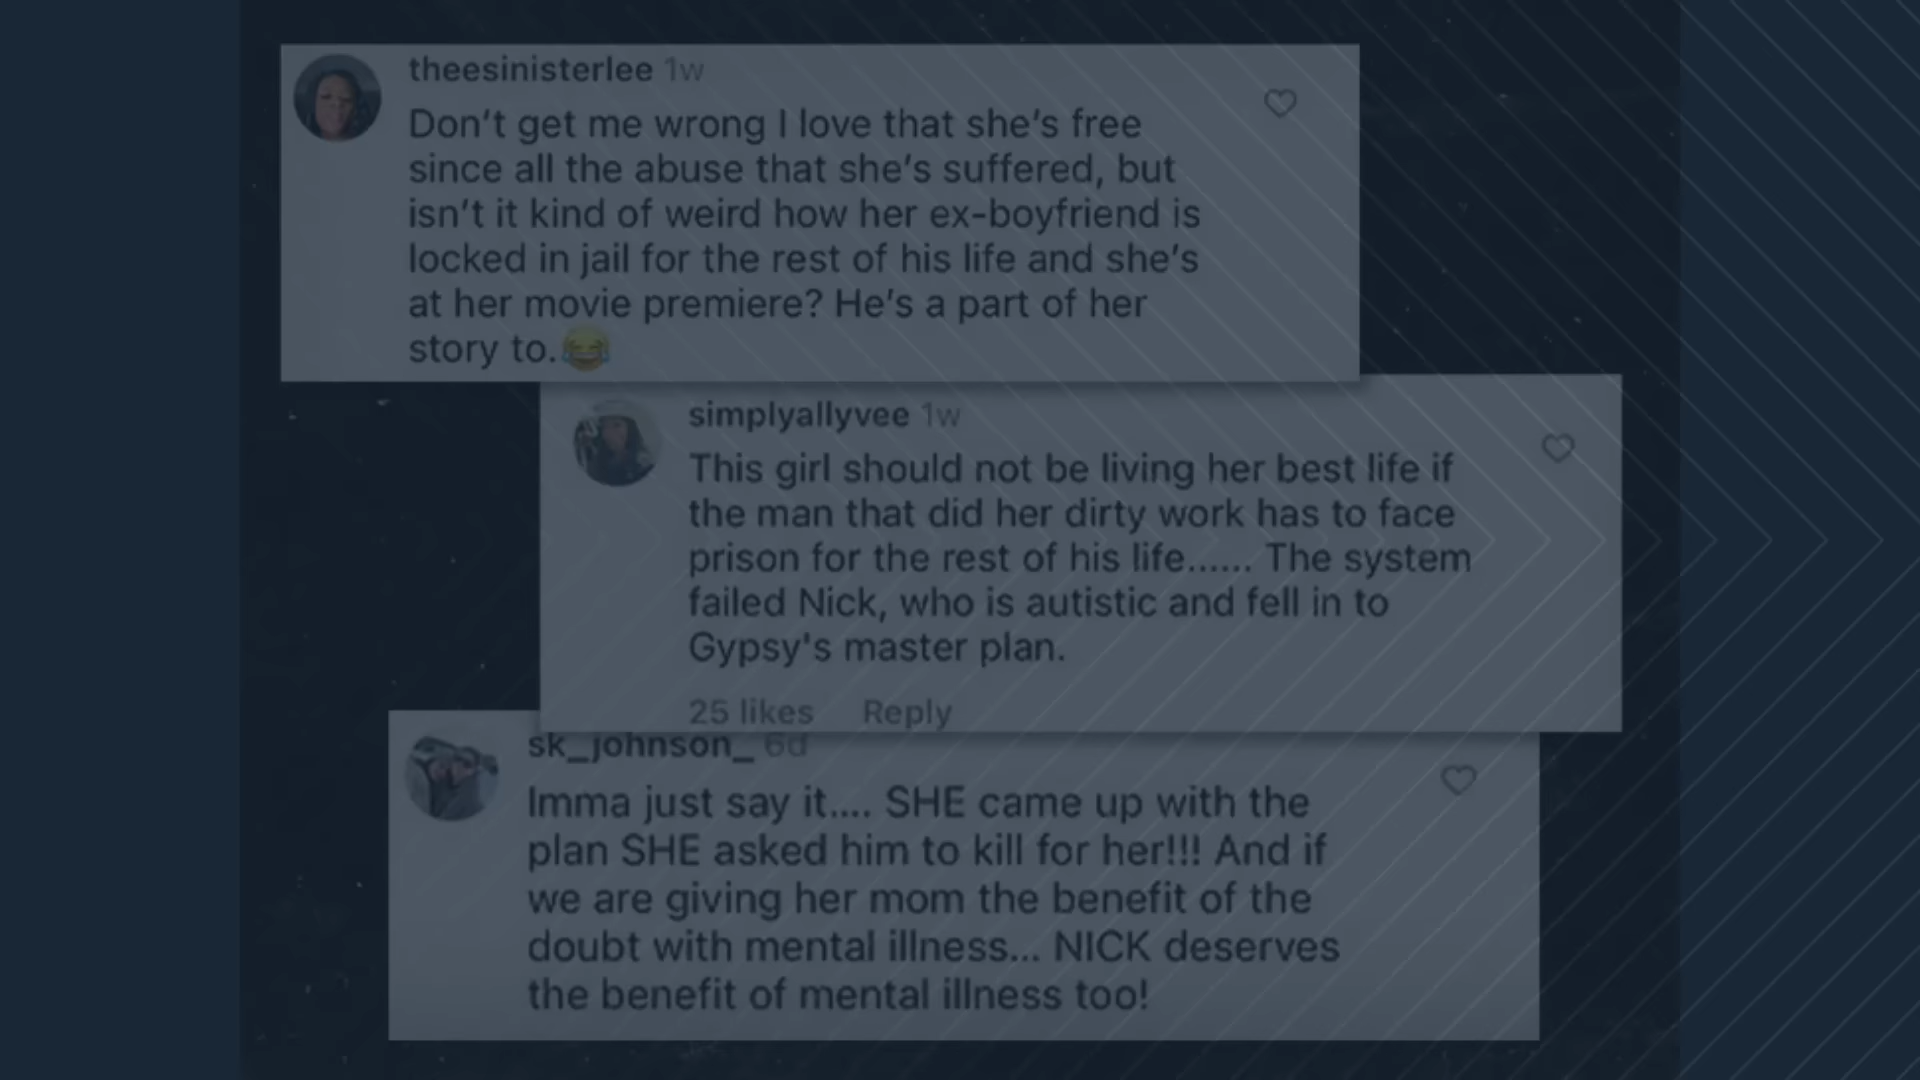 theesinisterlee 1w
Don't get me wrong I love that she's free
since all the abuse that she's suffered, but
isn't it kind of weird how her ex-boyfriend is
locked in jail for the rest of his life and she's
at her movie premiere? He's a part of her
story to.😂
simplyallyvee 1w
This girl should not be living her best life if
the man that did her dirty work has to face
prison for the rest of his life...... The system
failed Nick, who is autistic and fell in to
Gypsy's master plan.
25 likes Reply
sk_johnson_ 6d
Imma just say it.... SHE came up with the
plan SHE asked him to kill for her!!! And if
we are giving her mom the benefit of the
doubt with mental illness... NICK deserves
the benefit of mental illness too!